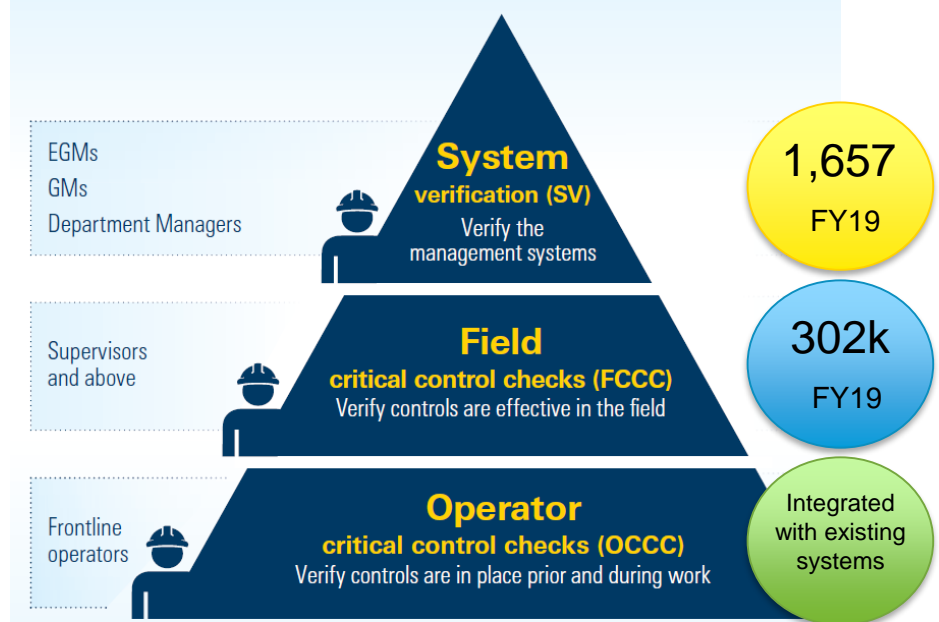 EGMs
GMs
Department Managers
System
verification (SV)
Verify the
management systems
1,657
FY19
Supervisors
and above
Field
critical control checks (FCCC)
Verify controls are effective in the field
302k
FY19
Frontline
operators
Operator
critical control checks (OCCC)
Verify controls are in place prior and during work
Integrated
with existing
systems